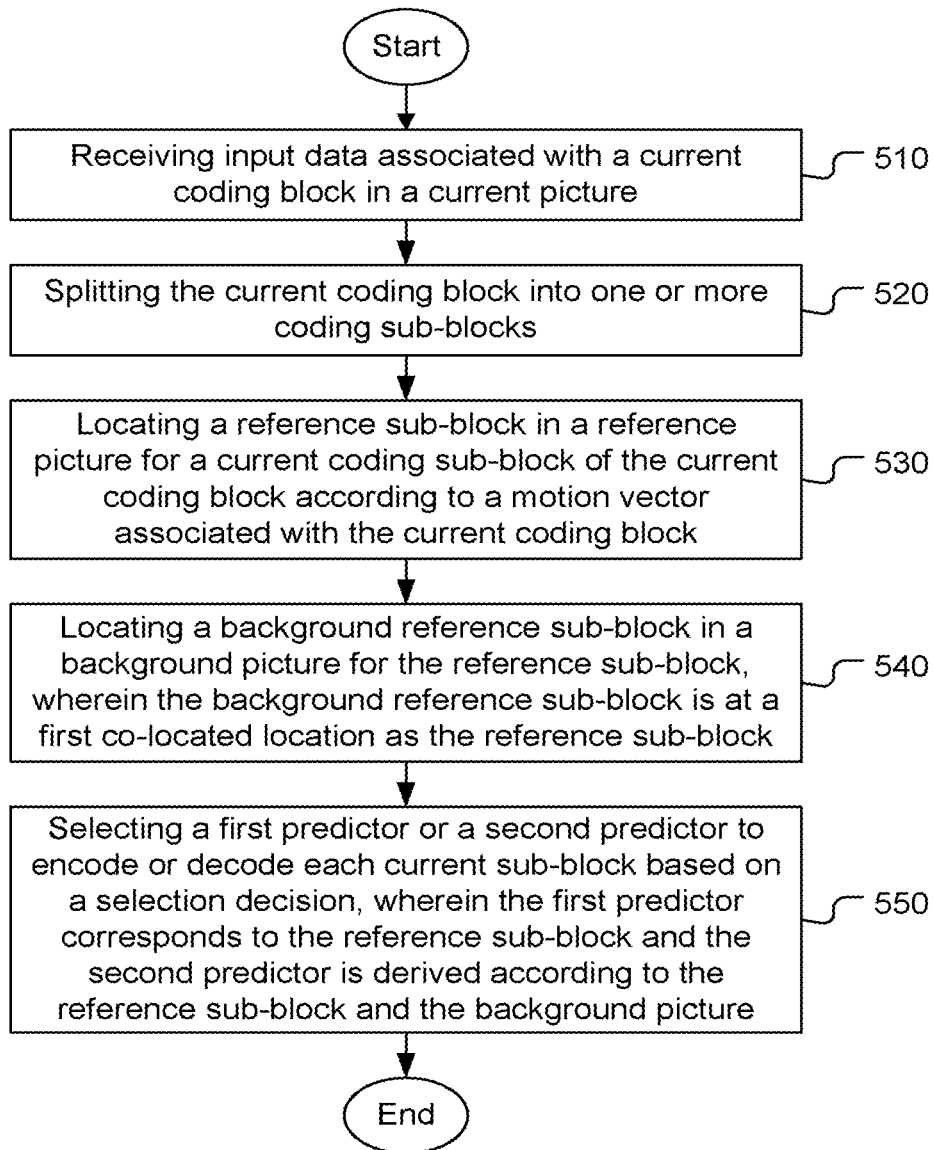 Start
Receiving input data associated with a current
coding block in a current picture
510
Splitting the current coding block into one or more
coding sub-blocks
520
Locating a reference sub-block in a reference
picture for a current coding sub-block of the current
coding block according to a motion vector
associated with the current coding block
530
Locating a background reference sub-block in a
background picture for the reference sub-block,
wherein the background reference sub-block is at a
first co-located location as the reference sub-block
540
Selecting a first predictor or a second predictor to
encode or decode each current sub-block based on
a selection decision, wherein the first predictor
corresponds to the reference sub-block and the
second predictor is derived according to the
reference sub-block and the background picture
550
End